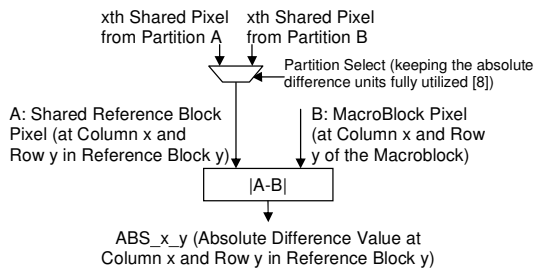 xth Shared Pixel
from Partition A
xth Shared Pixel
from Partition B
Partition Select (keeping the absolute
difference units fully utilized [8])
A: Shared Reference Block
Pixel (at Column x and
Row y in Reference Block y)
B: MacroBlock Pixel
(at Column x and Row
y of the Macroblock)
|A-B|
ABS_x_y (Absolute Difference Value at
Column x and Row y in Reference Block y)